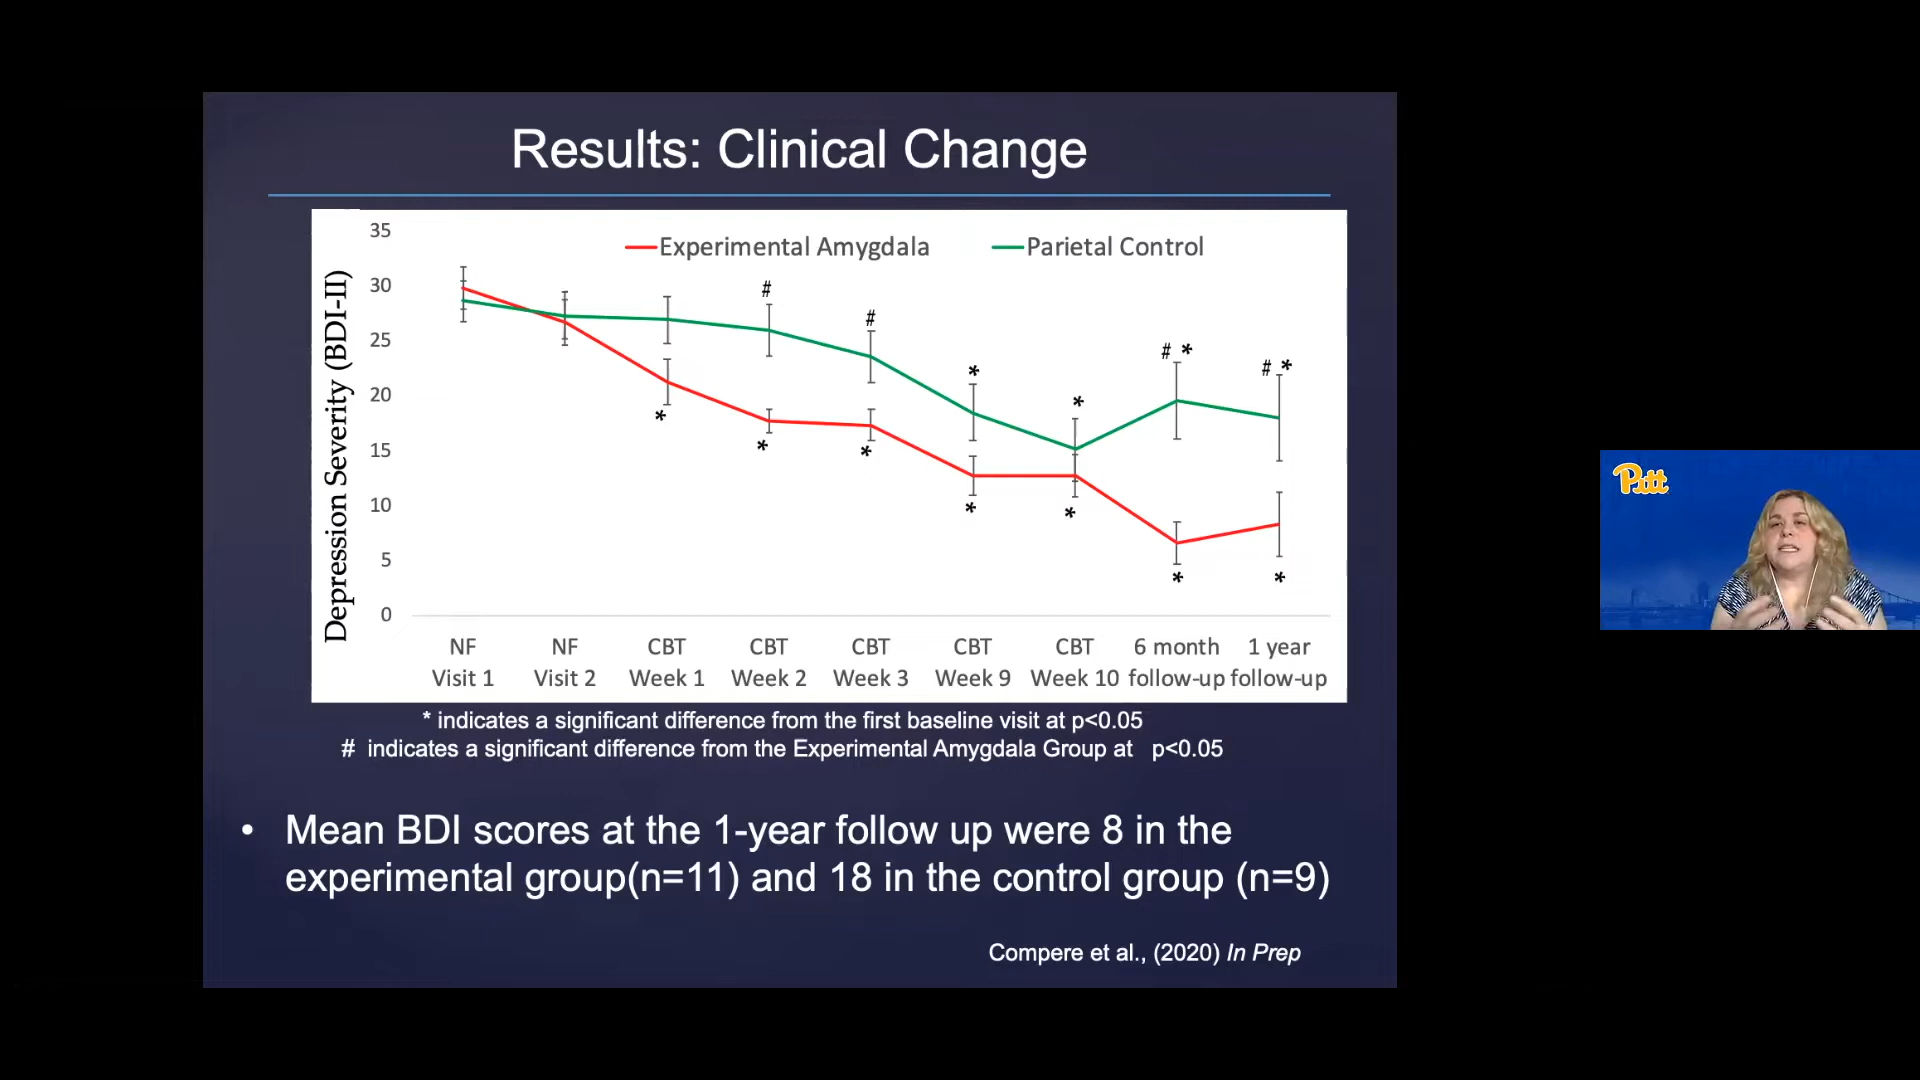 Results: Clinical Change
35
30
25
20
15
10
5
0
Depression Severity (BDI-II)
Experimental Amygdala
Parietal Control
#
#
*
*
# *
# *
*
*
*
*
*
*
*
NF Visit 1
NF Visit 2
CBT Week 1
CBT Week 2
CBT Week 3
CBT Week 9
CBT Week 10
6 month follow-up
1 year follow-up
* indicates a significant difference from the first baseline visit at p<0.05
# indicates a significant difference from the Experimental Amygdala Group at p<0.05
• Mean BDI scores at the 1-year follow up were 8 in the
experimental group(n=11) and 18 in the control group (n=9)
Compere et al., (2020) In Prep
Pitt